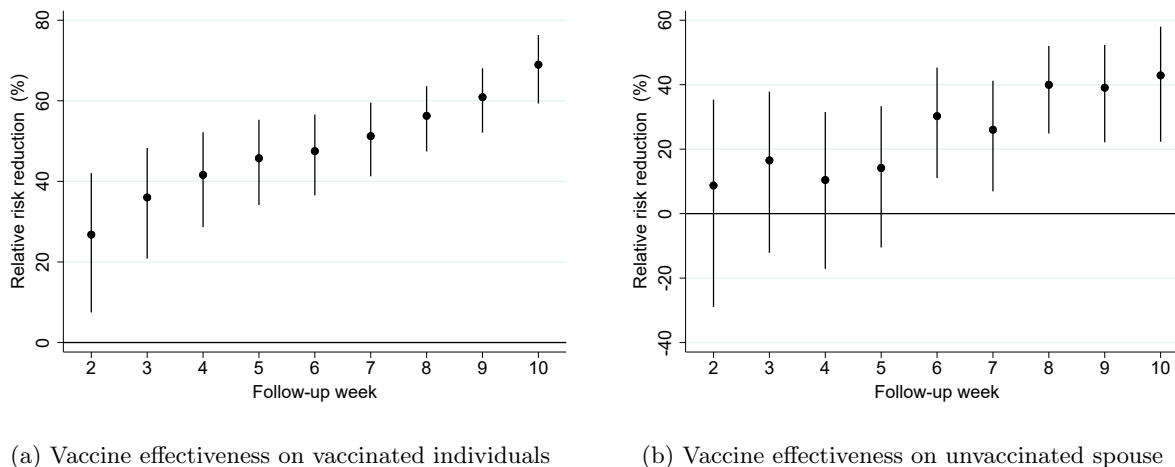 Relative risk reduction (%)
80
60
40
20
0
2 3 4 5 6 7 8 9 10
Follow-up week
(a) Vaccine effectiveness on vaccinated individuals
Relative risk reduction (%)
60
40
20
0
-20
-40
2 3 4 5 6 7 8 9 10
Follow-up week
(b) Vaccine effectiveness on unvaccinated spouse